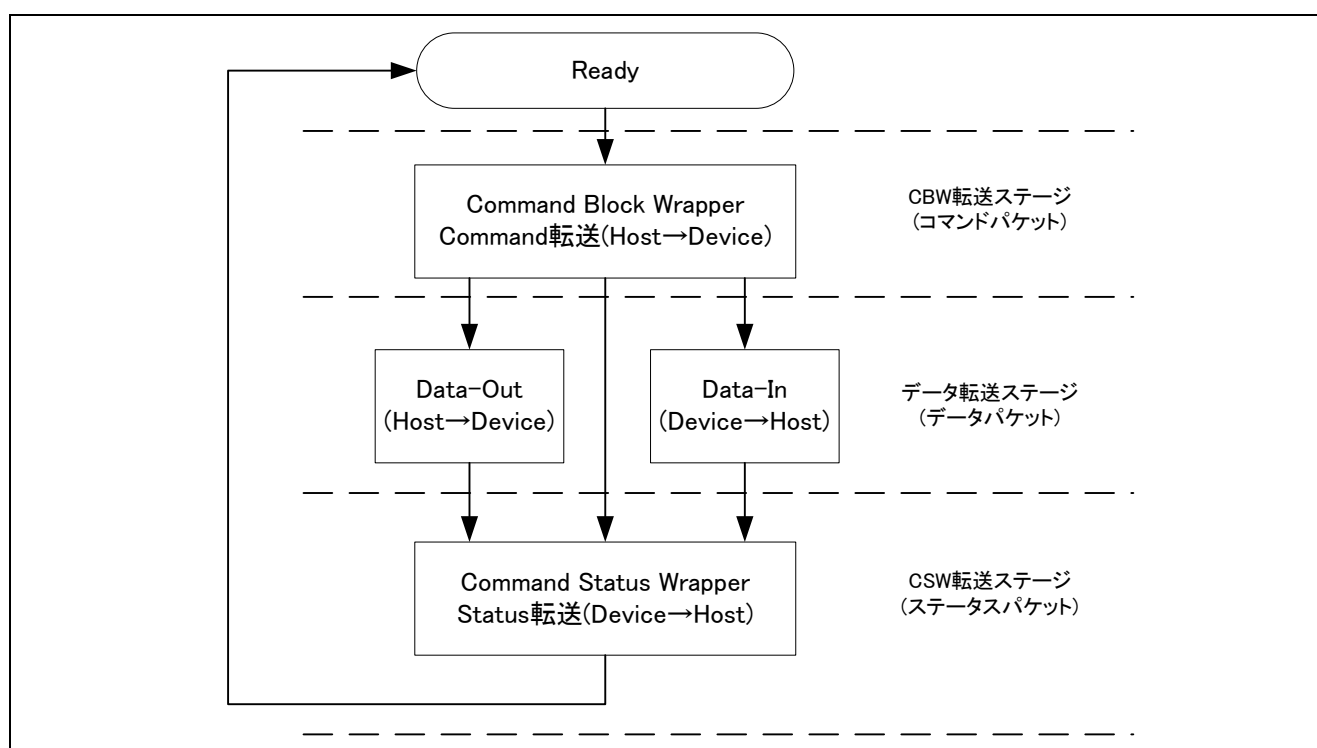 Ready
Command Block Wrapper
Command転送(Host→Device)
CBW転送ステージ
(コマンドパケット)
Data-Out
(Host→Device)
Data-In
(Device→Host)
データ転送ステージ
(データパケット)
Command Status Wrapper
Status転送(Device→Host)
CSW転送ステージ
(ステータスパケット)